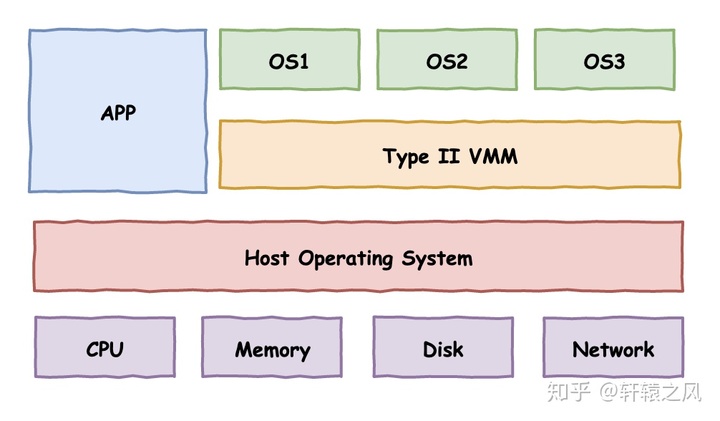 OS1
OS2
OS3
APP
Type II VMM
Host Operating System
CPU
Memory
Disk
Network
知乎 @轩辕之风